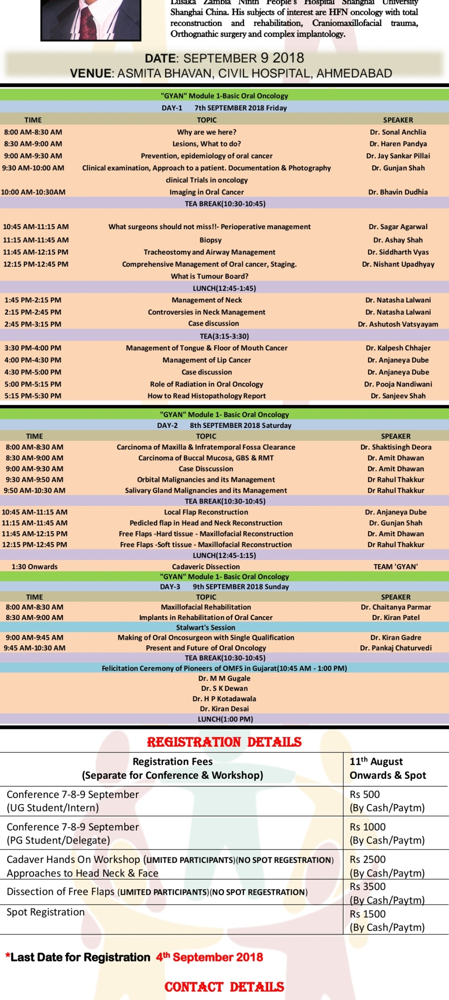 Lusaka Zambia Ninth People's Hospital Shanghai University
Shanghai China. His subjects of interest are HFN oncology with total
reconstruction and rehabilitation, Craniomaxillofacial trauma,
Orthognathic surgery and complex implantology.
DATE: SEPTEMBER 9 2018
VENUE: ASMITA BHAVAN, CIVIL HOSPITAL, AHMEDABAD
"GYAN" Module 1-Basic Oral Oncology
DAY-1 7th SEPTEMBER 2018 Friday
TIME TOPIC SPEAKER
8:00 AM-8:30 AM Why are we here? Dr. Sonal Anchlia
8:30 AM-9:00 AM Lesions, What to do? Dr. Haren Pandya
9:00 AM-9:30 AM Prevention, epidemiology of oral cancer Dr. Jay Sankar Pillai
9:30 AM-10:00 AM Clinical examination, Approach to a patient. Documentation & Photography Dr. Gunjan Shah
clinical Trials in oncology
10:00 AM-10:30AM Imaging in Oral Cancer Dr. Bhavin Dudhia
TEA BREAK(10:30-10:45)
10:45 AM-11:15 AM What surgeons should not miss!!- Perioperative management Dr. Sagar Agarwal
11:15 AM-11:45 AM Biopsy Dr. Ashay Shah
11:45 AM-12:15 PM Tracheostomy and Airway Management Dr. Siddharth Vyas
12:15 PM-12:45 PM Comprehensive Management of Oral cancer, Staging. Dr. Nishant Upadhyay
What is Tumour Board?
LUNCH(12:45-1:45)
1:45 PM-2:15 PM Management of Neck Dr. Natasha Lalwani
2:15 PM-2:45 PM Controversies in Neck Management Dr. Natasha Lalwani
2:45 PM-3:15 PM Case discussion Dr. Ashutosh Vatsyayam
TEA(3:15-3:30)
3:30 PM-4:00 PM Management of Tongue & Floor of Mouth Cancer Dr. Kalpesh Chhajer
4:00 PM-4:30 PM Management of Lip Cancer Dr. Anjaneya Dube
4:30 PM-5:00 PM Case discussion Dr. Anjaneya Dube
5:00 PM-5:15 PM Role of Radiation in Oral Oncology Dr. Pooja Nandiwani
5:15 PM-5:30 PM How to Read Histopathology Report Dr. Sanjeev Shah
"GYAN" Module 1- Basic Oral Oncology
DAY-2 8th SEPTEMBER 2018 Saturday
TIME TOPIC SPEAKER
8:00 AM-8:30 AM Carcinoma of Maxilla & Infratemporal Fossa Clearance Dr. Shaktisingh Deora
8:30 AM-9:00 AM Carcinoma of Buccal Mucosa, GBS & RMT Dr. Amit Dhawan
9:00 AM-9:30 AM Case Disscussion Dr. Amit Dhawan
9:30 AM-9:50 AM Orbital Malignancies and its Management Dr Rahul Thakkur
9:50 AM-10:30 AM Salivary Gland Malignancies and its Management Dr Rahul Thakkur
TEA BREAK(10:30-10:45)
10:45 AM-11:15 AM Local Flap Reconstruction Dr. Anjaneya Dube
11:15 AM-11:45 AM Pedicled flap in Head and Neck Reconstruction Dr. Gunjan Shah
11:45 AM-12:15 PM Free Flaps -Hard tissue - Maxillofacial Reconstruction Dr. Amit Dhawan
12:15 PM-12:45 PM Free Flaps -Soft tissue - Maxillofacial Reconstruction Dr Rahul Thakkur
LUNCH(12:45-1:15)
1:30 Onwards Cadaveric Dissection TEAM 'GYAN'
"GYAN" Module 1- Basic Oral Oncology
DAY-3 9th SEPTEMBER 2018 Sunday
TIME TOPIC SPEAKER
8:00 AM-8:30 AM Maxillofacial Rehabilitation Dr. Chaitanya Parmar
8:30 AM-9:00 AM Implants in Rehabilitation of Oral Cancer Dr. Kiran Patel
Stalwart's Session
9:00 AM-9:45 AM Making of Oral Oncosurgeon with Single Qualification Dr. Kiran Gadre
9:45 AM-10:30 AM Present and Future of Oral Oncology Dr. Pankaj Chaturvedi
TEA BREAK(10:30-10:45)
Felicitation Ceremony of Pioneers of OMFS in Gujarat(10:45 AM - 1:00 PM)
Dr. M M Gugale
Dr. S K Dewan
Dr. H P Kotadawala
Dr. Kiran Desai
LUNCH(1:00 PM)
REGISTRATION DETAILS
Registration Fees 11th August
(Separate for Conference & Workshop) Onwards & Spot
Conference 7-8-9 September Rs 500
(UG Student/Intern) (By Cash/Paytm)
Conference 7-8-9 September Rs 1000
(PG Student/Delegate) (By Cash/Paytm)
Cadaver Hands On Workshop (LIMITED PARTICIPANTS)(NO SPOT REGESTRATION) Rs 2500
Approaches to Head Neck & Face (By Cash/Paytm)
Dissection of Free Flaps (LIMITED PARTICIPANTS)(NO SPOT REGESTRATION) Rs 3500
(By Cash/Paytm)
Spot Registration Rs 1500
(By Cash/Paytm)
*Last Date for Registration 4th September 2018
CONTACT DETAILS